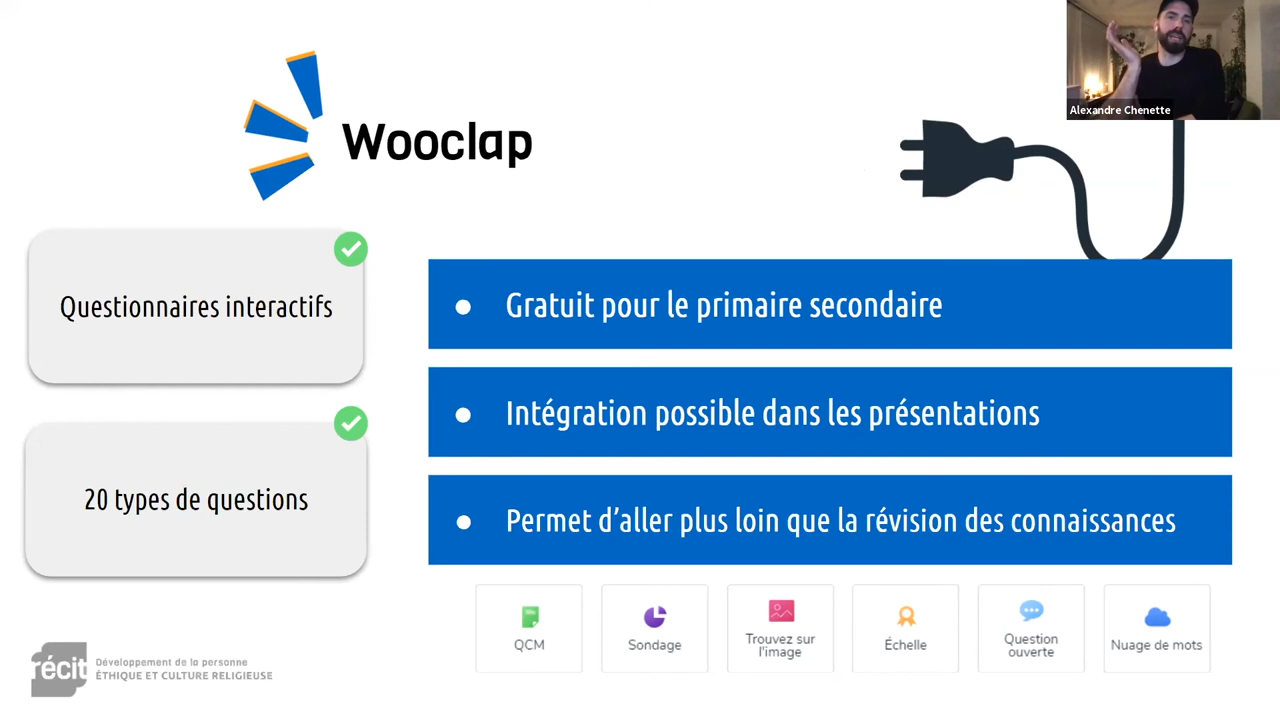 Alexandre Chenette
Wooclap
Questionnaires interactifs
20 types de questions
● Gratuit pour le primaire secondaire
● Intégration possible dans les présentations
● Permet d’aller plus loin que la révision des connaissances
QCM
Sondage
Trouvez sur
l'image
Échelle
Question
ouverte
Nuage de mots
récit
Développement de la personne
ÉTHIQUE ET CULTURE RELIGIEUSE